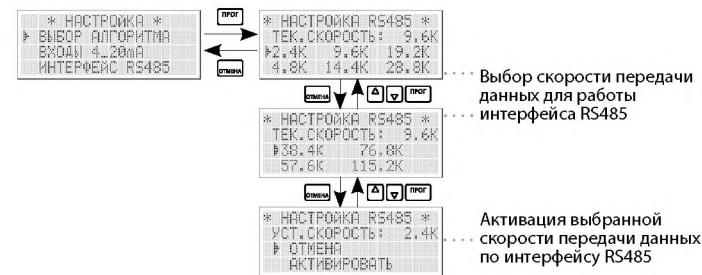 * НАСТРОЙКА *
ВЫБОР АЛГОРИТМА
ВХОДЫ 4_20mA
ИНТЕРФЕЙС RS485
ПРОГ
ОТМЕНА
* НАСТРОЙКА RS485 *
ТЕК.СКОРОСТЬ: 9.6K
2.4K 9.6K 19.2K
4.8K 14.4K 28.8K
Выбор скорости передачи
данных для работы
интерфейса RS485
ОТМЕНА
ПРОГ
* НАСТРОЙКА RS485 *
ТЕК.СКОРОСТЬ: 9.6K
38.4K 76.8K
57.6K 115.2K
ОТМЕНА
ПРОГ
* НАСТРОЙКА RS485 *
УСТ.СКОРОСТЬ: 2.4K
ОТМЕНА
АКТИВИРОВАТЬ
Активация выбранной
скорости передачи данных
по интерфейсу RS485